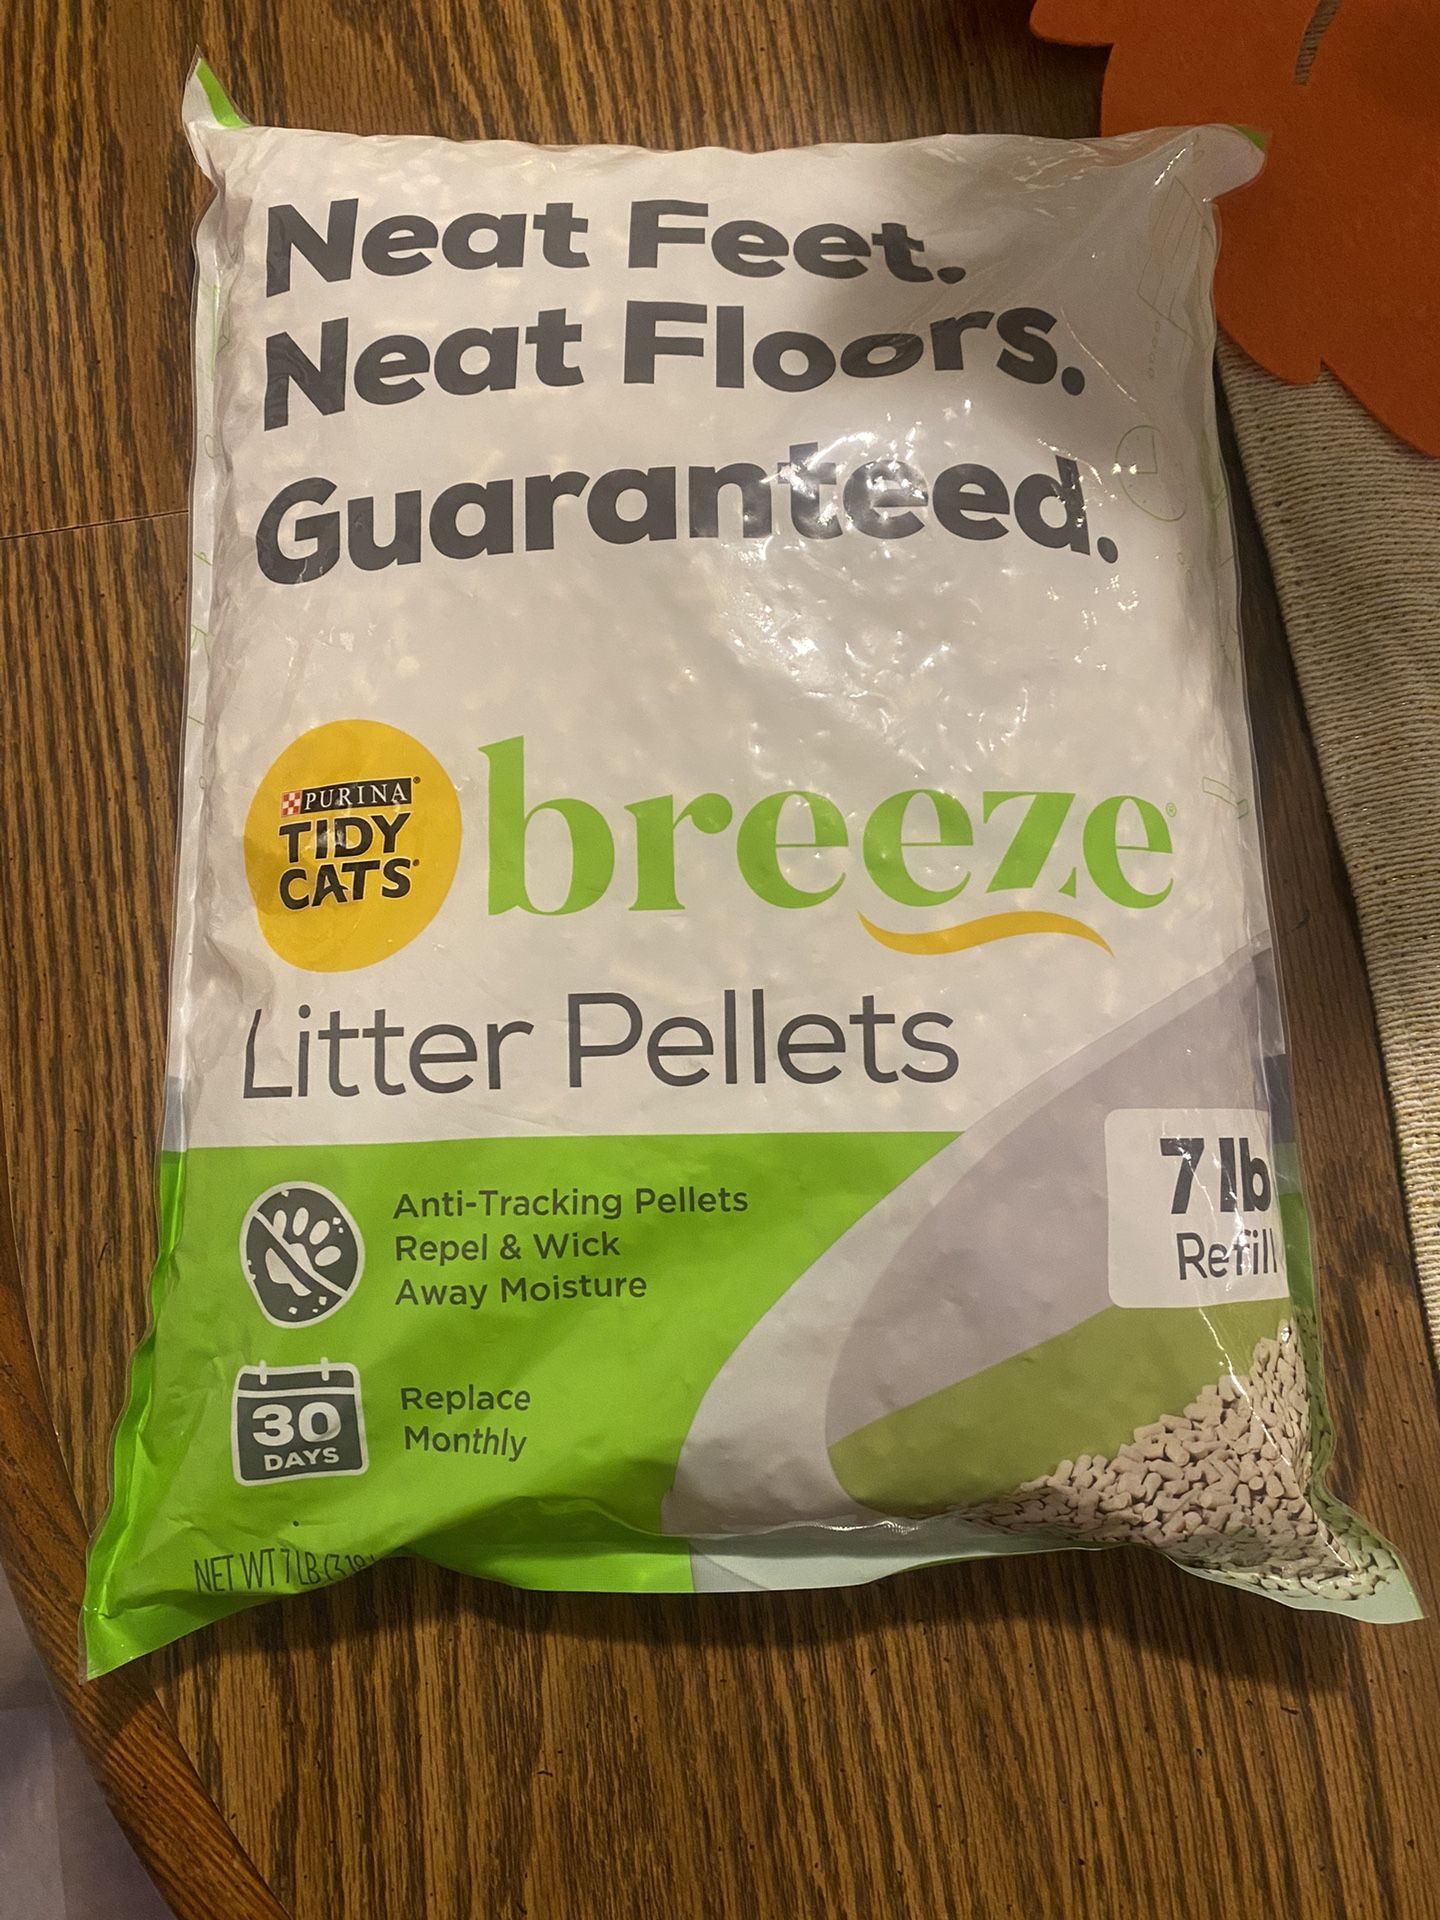 Neat Feet.
Neat Floors.
Guaranteed.
PURINA®
TIDY
CATS®
breeze®
Litter Pellets
7 lb
Refill
Anti-Tracking Pellets
Repel & Wick
Away Moisture
30
DAYS
Replace
Monthly
NET WT 7 LB